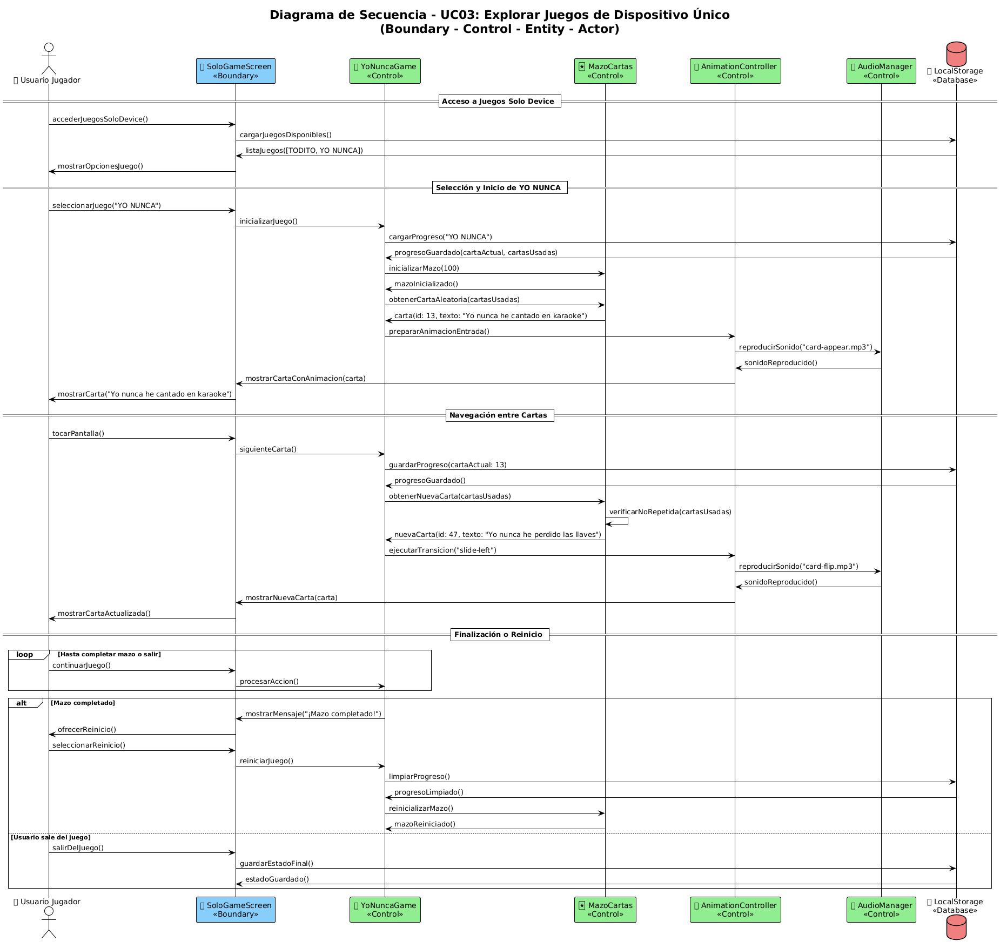 Diagrama de Secuencia - UC03: Explorar Juegos de Dispositivo Único
(Boundary - Control - Entity - Actor)
Usuario Jugador
SoloGameScreen
«Boundary»
YoNuncaGame
«Control»
🃏 MazoCartas
«Control»
AnimationController
«Control»
AudioManager
«Control»
LocalStorage
«Database»
Acceso a Juegos Solo Device
accederJuegosSoloDevice()
cargarJuegosDisponibles()
listaJuegos([TODITO, YO NUNCA])
mostrarOpcionesJuego()
Selección y Inicio de YO NUNCA
seleccionarJuego("YO NUNCA")
inicializarJuego()
cargarProgreso("YO NUNCA")
progresoGuardado(cartaActual, cartasUsadas)
inicializarMazo(100)
mazoInicializado()
obtenerCartaAleatoria(cartasUsadas)
carta(id: 13, texto: "Yo nunca he cantado en karaoke")
prepararAnimacionEntrada()
reproducirSonido("card-appear.mp3")
sonidoReproducido()
mostrarCartaConAnimacion(carta)
mostrarCarta("Yo nunca he cantado en karaoke")
Navegación entre Cartas
tocarPantalla()
siguienteCarta()
guardarProgreso(cartaActual: 13)
progresoGuardado()
obtenerNuevaCarta(cartasUsadas)
verificarNoRepetida(cartasUsadas)
nuevaCarta(id: 47, texto: "Yo nunca he perdido las llaves")
ejecutarTransicion("slide-left")
reproducirSonido("card-flip.mp3")
sonidoReproducido()
mostrarNuevaCarta(carta)
mostrarCartaActualizada()
Finalización o Reinicio
loop [Hasta completar mazo o salir]
continuarJuego()
procesarAccion()
alt [Mazo completado]
mostrarMensaje("¡Mazo completado!")
ofrecerReinicio()
seleccionarReinicio()
reiniciarJuego()
limpiarProgreso()
progresoLimpiado()
reinicializarMazo()
mazoReiniciado()
[Usuario sale del juego]
salirDelJuego()
guardarEstadoFinal()
estadoGuardado()
Usuario Jugador
SoloGameScreen
«Boundary»
YoNuncaGame
«Control»
🃏 MazoCartas
«Control»
AnimationController
«Control»
AudioManager
«Control»
LocalStorage
«Database»